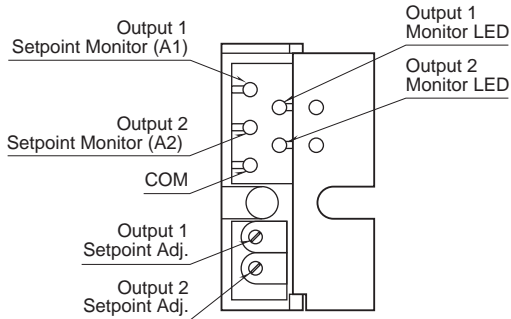 Output 1
Setpoint Monitor (A1)
Output 1
Monitor LED
Output 2
Monitor LED
Output 2
Setpoint Monitor (A2)
COM
Output 1
Setpoint Adj.
Output 2
Setpoint Adj.